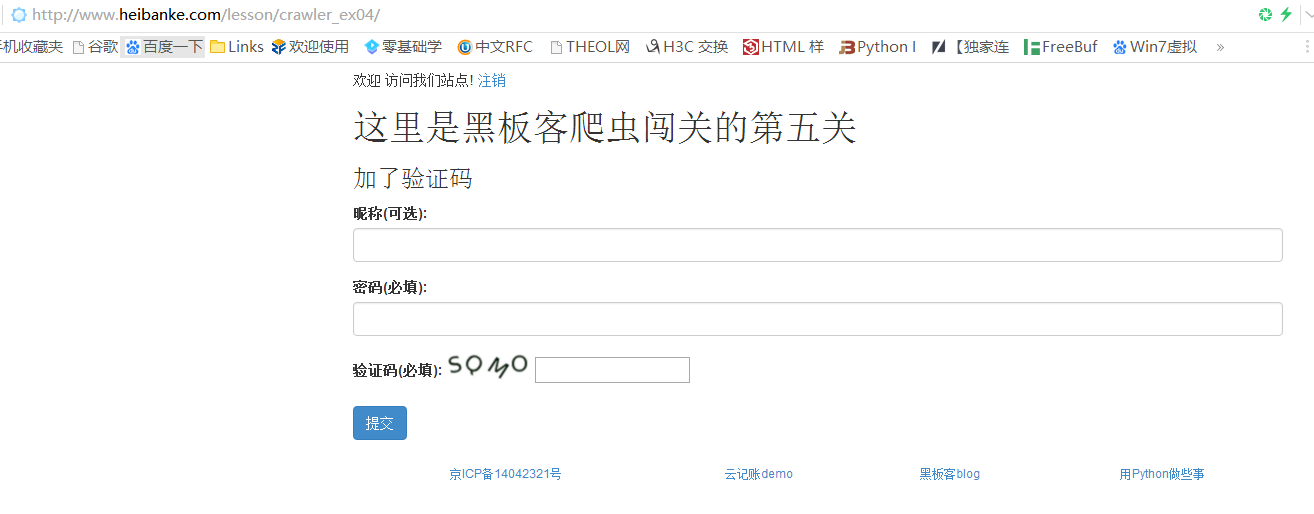 http://www.heibanke.com/lesson/crawler_ex04/
手机收藏夹 谷歌 百度一下 Links 欢迎使用 零基础学 中文RFC THEOL网 H3C 交换 HTML 样 Python I 【独家连 FreeBuf Win7虚拟 »
欢迎 访问我们站点! 注销
这里是黑板客爬虫闯关的第五关
加了验证码
昵称(可选):
密码(必填):
验证码(必填): SQMO
提交
京ICP备14042321号 云记账demo 黑板客blog 用Python做些事